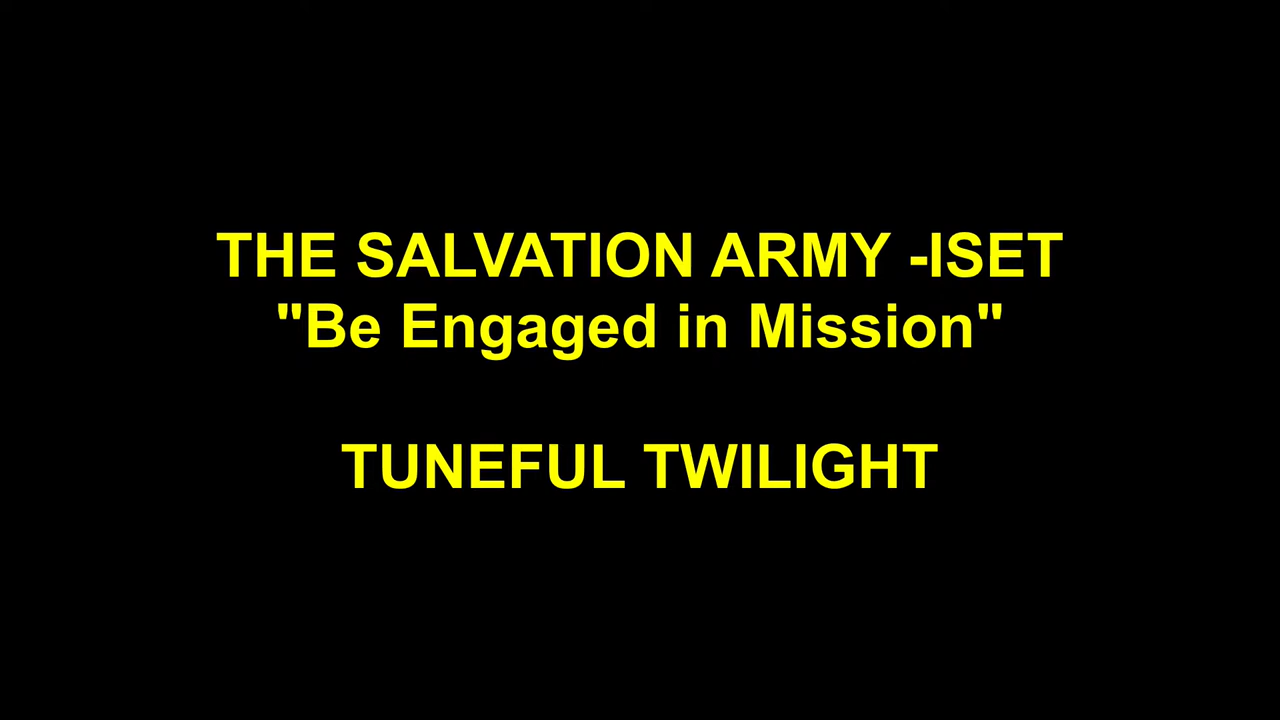 THE SALVATION ARMY -ISET
"Be Engaged in Mission"
TUNEFUL TWILIGHT